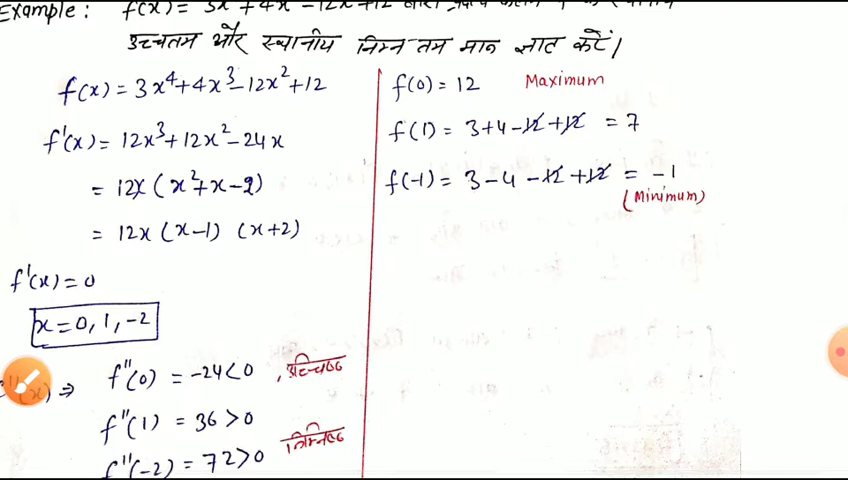 Example: f(x) = 3x⁴+4x³-12x²+12
उच्चतम और स्थानीय निम्नतम मान ज्ञात करें।
f(x) = 3x⁴+4x³-12x²+12
f'(x) = 12x³+12x²-24x
= 12x (x²+x-2)
= 12x (x-1) (x+2)
f'(x) = 0
x = 0, 1, -2
⇒ f''(0) = -24<0 , उच्चिष्ठ
f''(1) = 36 >0
निम्निष्ठ
f''(-2) = 72>0
f(0) = 12 Maximum
f(1) = 3+4-12+12 = 7
f(-1) = 3-4-12+12 = -1
(Minimum)